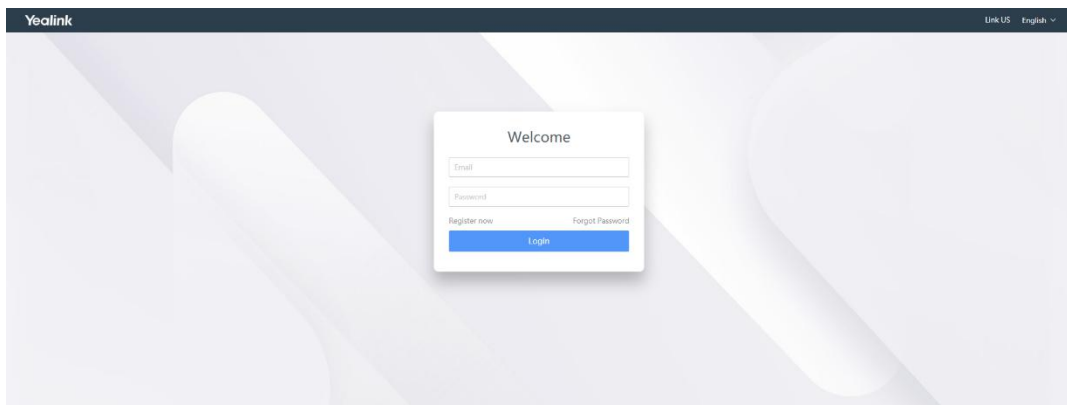 Yealink
Link US English
Welcome
Email
Password
Register now Forgot Password
Login